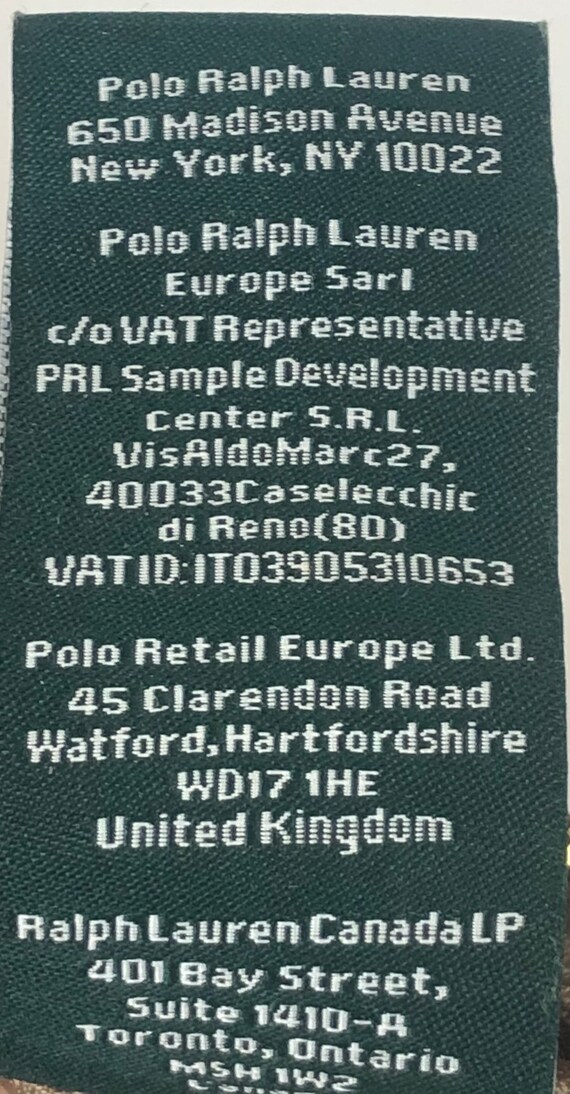 Polo Ralph Lauren
650 Madison Avenue
New York, NY 10022
Polo Ralph Lauren
Europe Sarl
c/o VAT Representative
PRL Sample Development
Center S.R.L.
VisAldoMarc27,
40033Caselecchic
di Reno(80)
VAT ID:IT03905310653
Polo Retail Europe Ltd.
45 Clarendon Road
Watford,Hartfordshire
WD17 1HE
United Kingdom
Ralph Lauren Canada LP
401 Bay Street,
Suite 1410-A
Toronto, Ontario
M5H 1W2